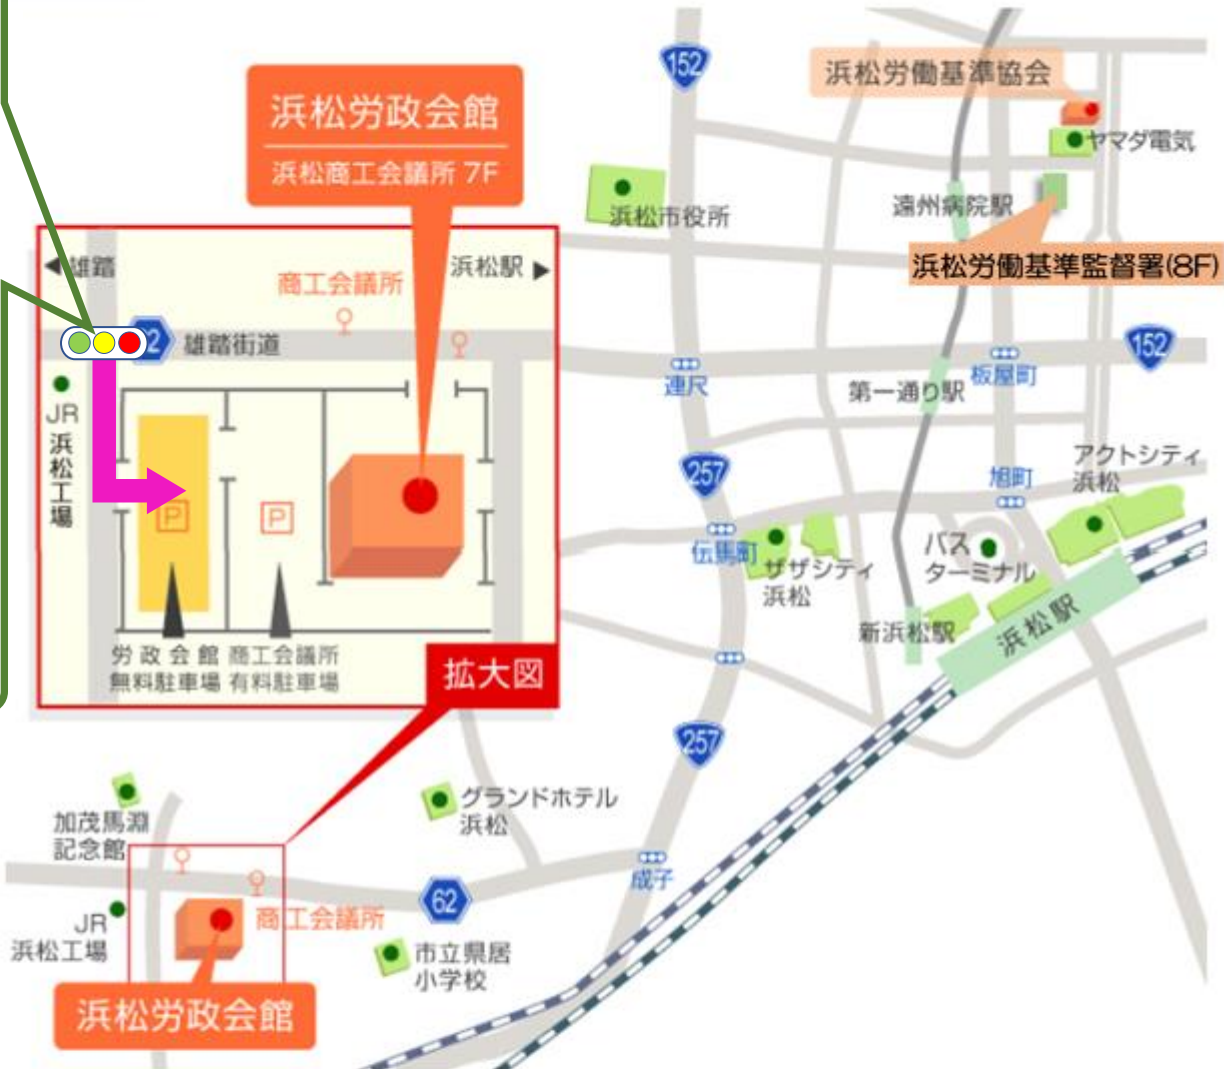 152
浜松労働基準協会
ヤマダ電気
浜松労政会館
浜松商工会議所 7F
浜松市役所
遠州病院駅
浜松労働基準監督署(8F)
◀雄踏
浜松駅▶
商工会議所
雄踏街道
152
連尺
板屋町
第一通り駅
JR
浜松工場
257
旭町
アクトシティ
浜松
P
P
伝馬町
ザザシティ
浜松
バス
ターミナル
新浜松駅
浜松駅
労政会館
無料駐車場
商工会議所
有料駐車場
拡大図
257
加茂馬淵
記念館
グランドホテル
浜松
成子
62
JR
浜松工場
商工会議所
市立県居
小学校
浜松労政会館